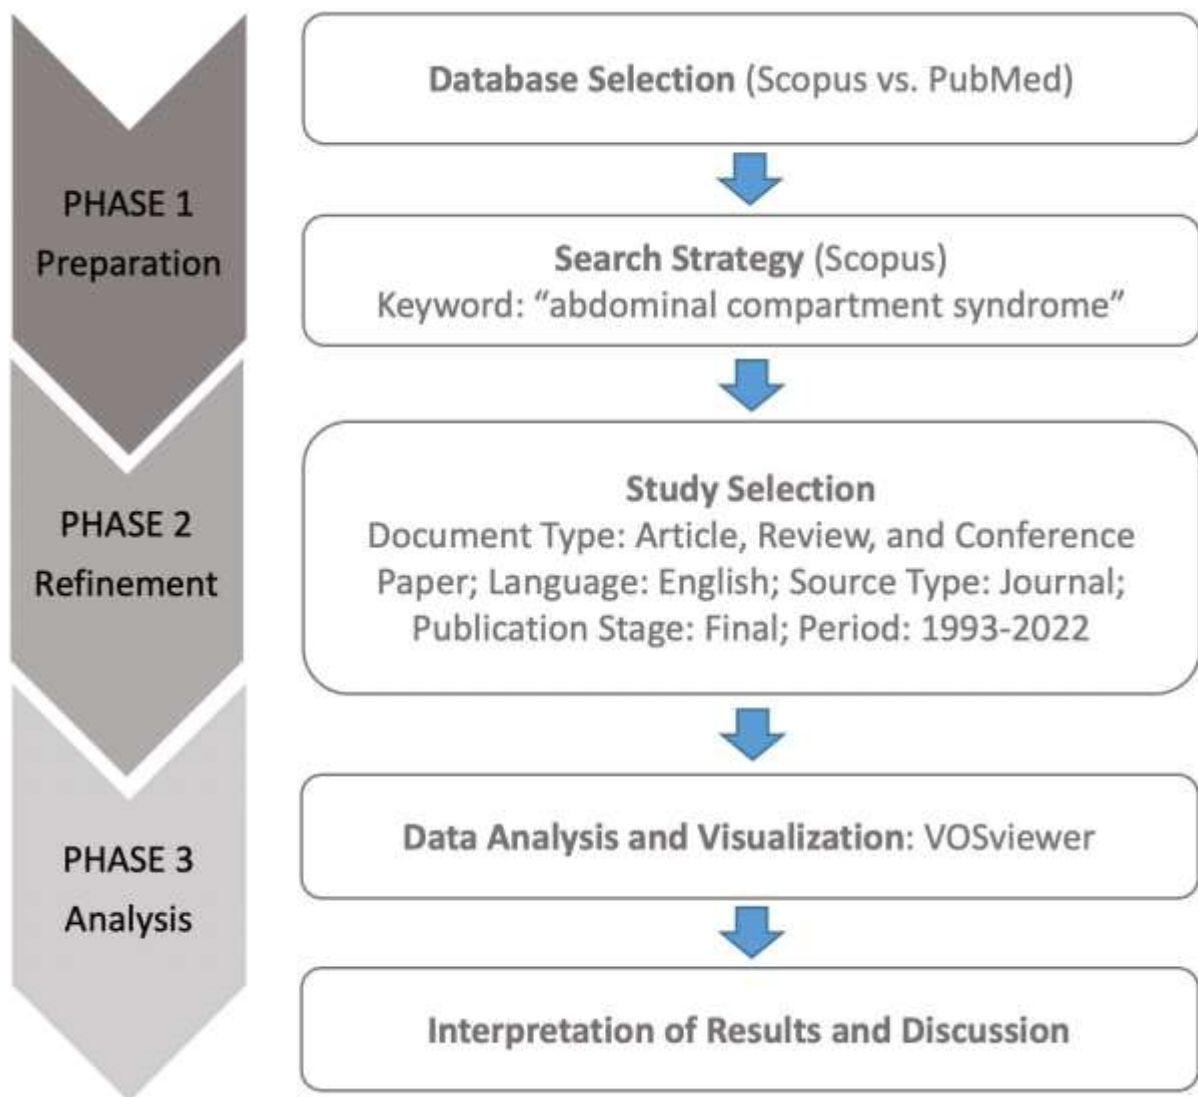 Database Selection (Scopus vs. PubMed)
PHASE 1
Preparation
Search Strategy (Scopus)
Keyword: “abdominal compartment syndrome”
PHASE 2
Refinement
Study Selection
Document Type: Article, Review, and Conference
Paper; Language: English; Source Type: Journal;
Publication Stage: Final; Period: 1993-2022
PHASE 3
Analysis
Data Analysis and Visualization: VOSviewer
Interpretation of Results and Discussion